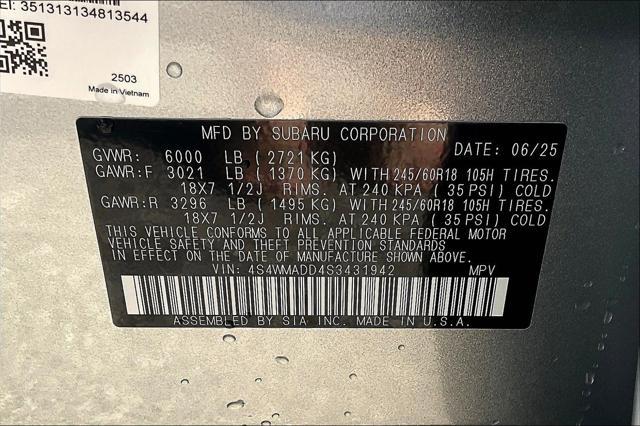 EI: 351313134813544
2503
Made in Vietnam
MFD BY SUBARU CORPORATION
DATE: 06/25
GVWR: 6000 LB ( 2721 KG)
GAWR:F 3021 LB ( 1370 KG) WITH 245/60R18 105H TIRES.
18X7 1/2J RIMS. AT 240 KPA ( 35 PSI) COLD
GAWR:R 3296 LB ( 1495 KG) WITH 245/60R18 105H TIRES.
18X7 1/2J RIMS. AT 240 KPA ( 35 PSI) COLD
THIS VEHICLE CONFORMS TO ALL APPLICABLE FEDERAL MOTOR
VEHICLE SAFETY AND THEFT PREVENTION STANDARDS
IN EFFECT ON THE DATE OF MANUFACTURE SHOWN ABOVE.
VIN: 4S4WMADD4S3431942 MPV
ASSEMBLED BY SIA INC. MADE IN U.S.A.